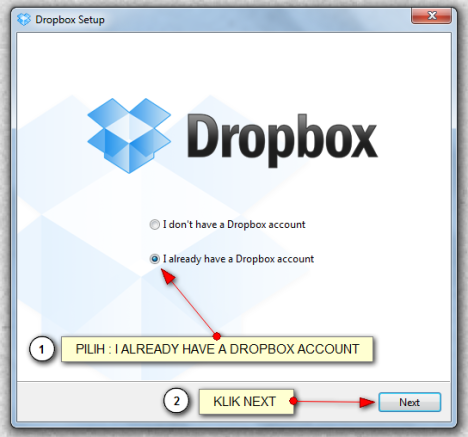 Dropbox Setup
Dropbox
I don't have a Dropbox account
I already have a Dropbox account
1
PILIH : I ALREADY HAVE A DROPBOX ACCOUNT
2
KLIK NEXT
Next